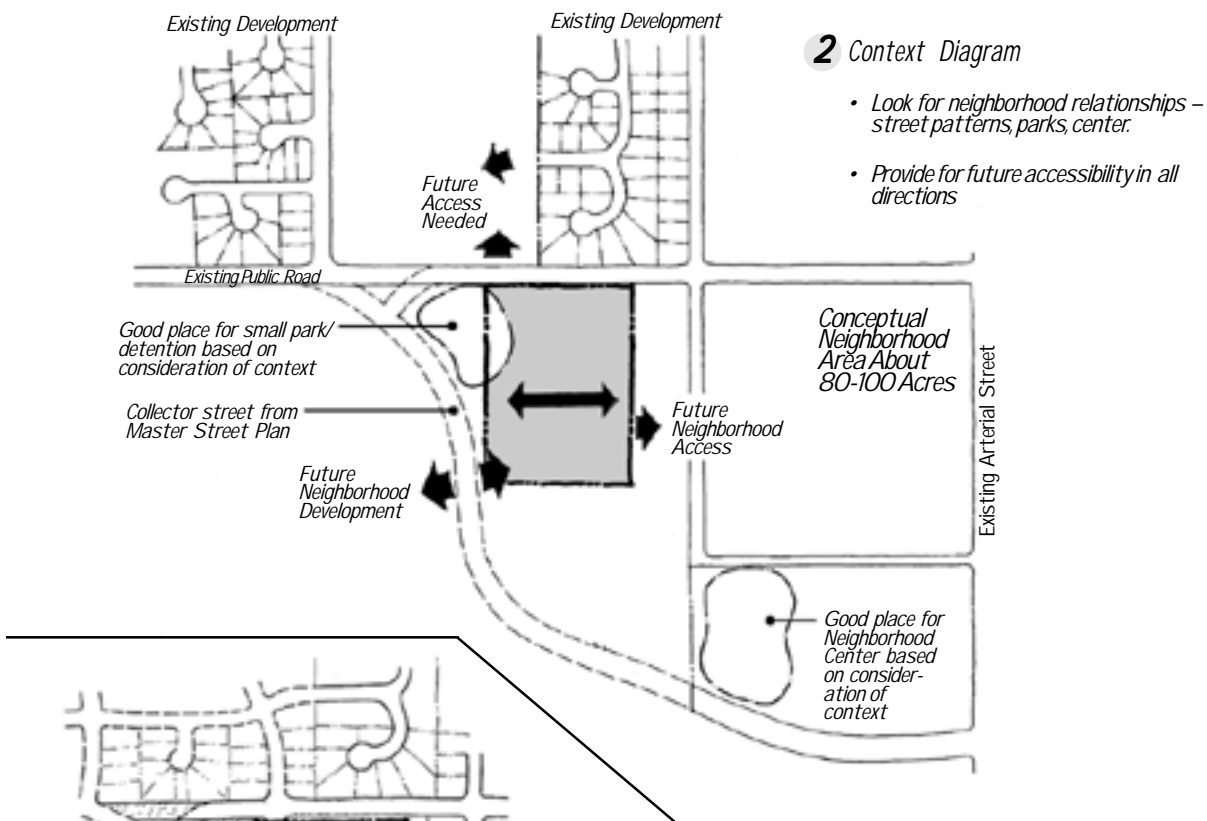 Existing Development
Existing Development
2 Context Diagram
• Look for neighborhood relationships –
street patterns, parks, center.
• Provide for future accessibility in all
directions
Future
Access
Needed
Existing Public Road
Good place for small park/
detention based on
consideration of context
Collector street from
Master Street Plan
Future
Neighborhood
Development
Future
Neighborhood
Access
Conceptual
Neighborhood
Area About
80-100 Acres
Existing Arterial Street
Good place for
Neighborhood
Center based
on consider-
ation of
context